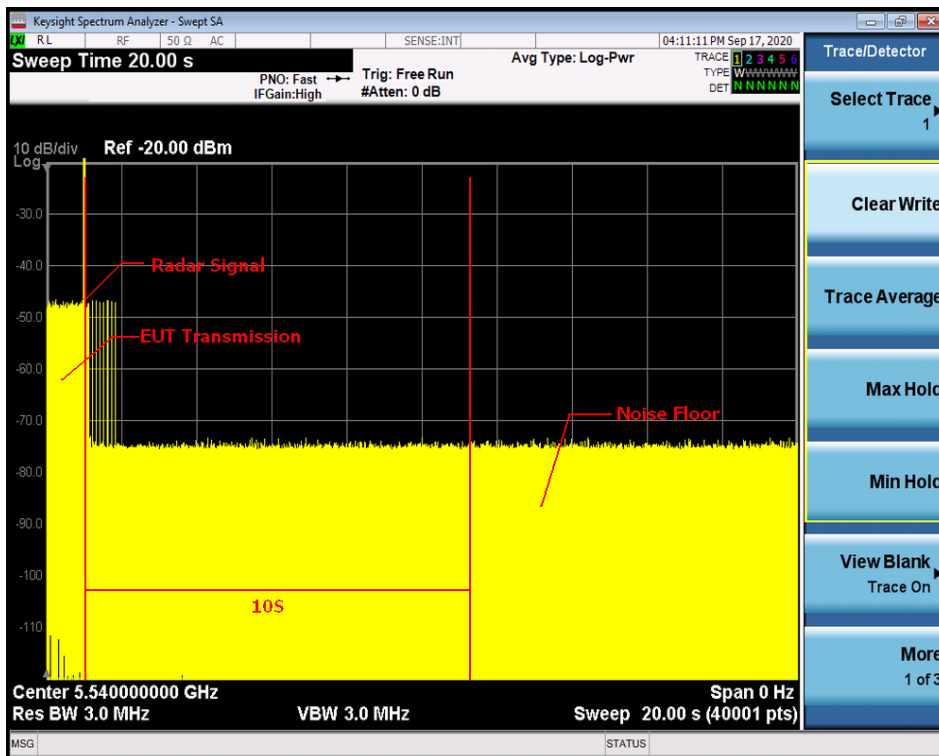 Keysight Spectrum Analyzer - Swept SA
LXI RL RF 50 Ω AC SENSE:INT 04:11:11 PM Sep 17, 2020
Sweep Time 20.00 s
Avg Type: Log-Pwr
TRACE 1 2 3 4 5 6
PNO: Fast
Trig: Free Run
TYPE WWWWWW
IFGain:High
#Atten: 0 dB
DET N N N N N N
10 dB/div
Ref -20.00 dBm
Log
-30.0
-40.0
-50.0
-60.0
-70.0
-80.0
-90.0
-100
-110
Radar Signal
EUT Transmission
Noise Floor
10S
Center 5.540000000 GHz
Span 0 Hz
Res BW 3.0 MHz
VBW 3.0 MHz
Sweep 20.00 s (40001 pts)
MSG
STATUS
Trace/Detector
Select Trace
1
Clear Write
Trace Average
Max Hold
Min Hold
View Blank
Trace On
More
1 of 3